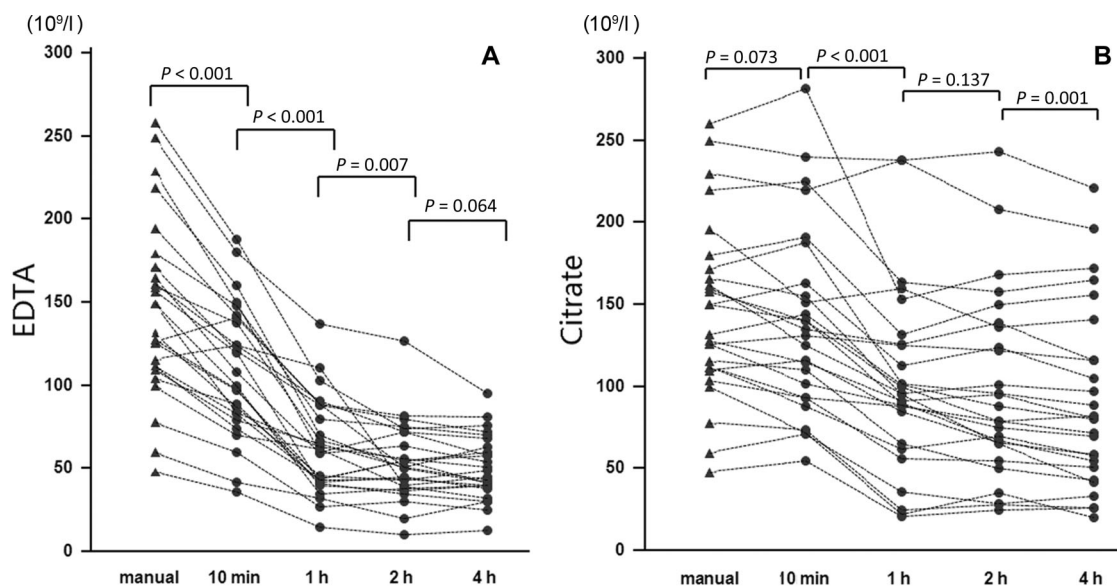 (10⁹/l)
A
EDTA
300
250
200
150
100
50
0
P < 0.001
P < 0.001
P = 0.007
P = 0.064
manual 10 min 1 h 2 h 4 h
(10⁹/l)
B
Citrate
300
250
200
150
100
50
0
P = 0.073
P < 0.001
P = 0.137
P = 0.001
manual 10 min 1 h 2 h 4 h